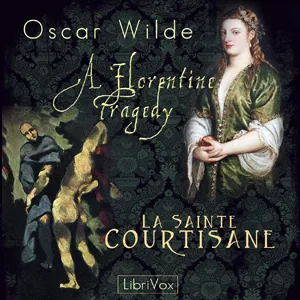 Oscar Wilde
A Florentine
Tragedy
La Sainte
Courtisane
LibriVox